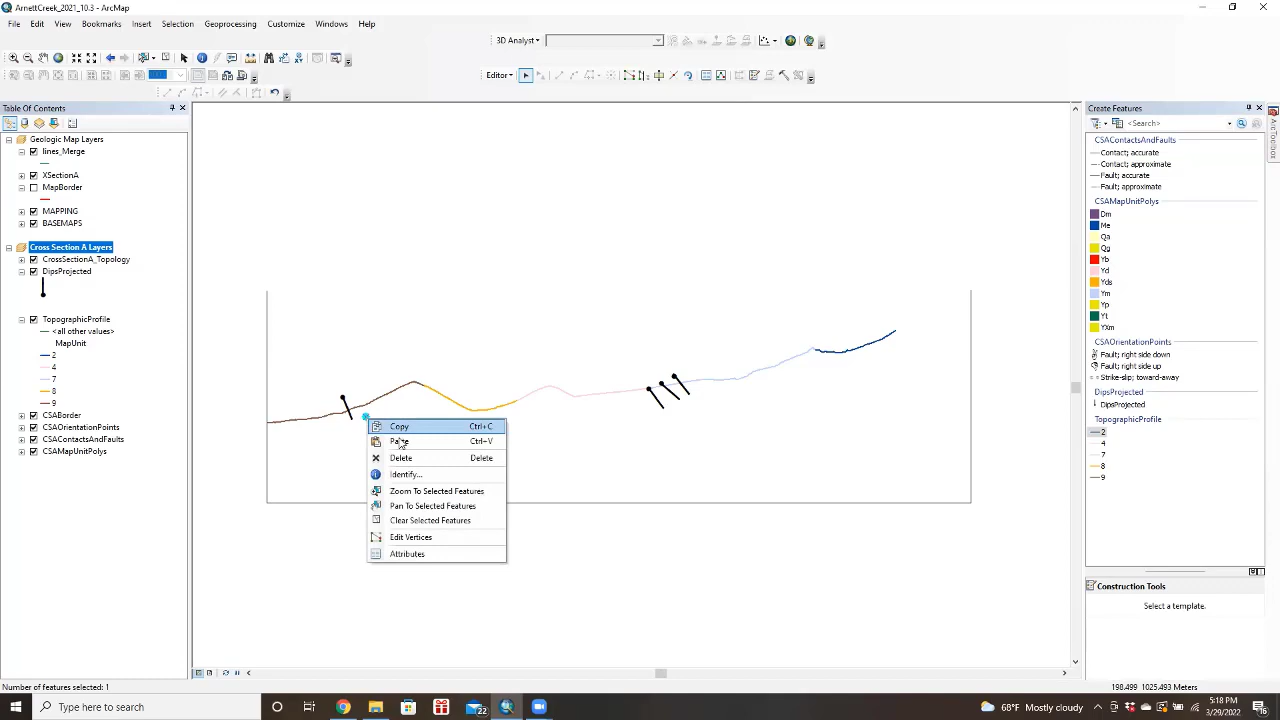 ArnettCreek_2021_10.3 - ArcMap
File Edit View Bookmarks Insert Selection Geoprocessing Customize Windows Help
3D Analyst
Editor
Table Of Contents
Geologic Map Layers
lines_Merge
XSectionA
MapBorder
MAPPING
BASEMAPS
Cross Section A Layers
CrossSectionA_Topology
DipsProjected
TopographicProfile
<all other values>
MapUnit
2
4
7
8
9
CSABorder
CSAOrientationPoints
CSAContactsAndFaults
CSAMapUnitPolys
Copy Ctrl+C
Paste Ctrl+V
Delete Delete
Identify...
Zoom To Selected Features
Pan To Selected Features
Clear Selected Features
Edit Vertices
Attributes
Create Features
<Search>
CSAContactsAndFaults
Contact; accurate
Contact; approximate
Fault; accurate
Fault; approximate
CSAMapUnitPolys
Dm
Me
Qa
Qg
Yb
Yd
Yds
Ym
Yp
Yt
YXm
CSAOrientationPoints
Fault; right side down
Fault; right side up
Strike-slip; toward-away
DipsProjected
DipsProjected
TopographicProfile
2
4
7
8
9
Construction Tools
Select a template.
ArcToolbox
Number of features selected: 1
198.499 1025.493 Meters
Type here to search
22
68°F Mostly cloudy
5:18 PM
3/29/2022